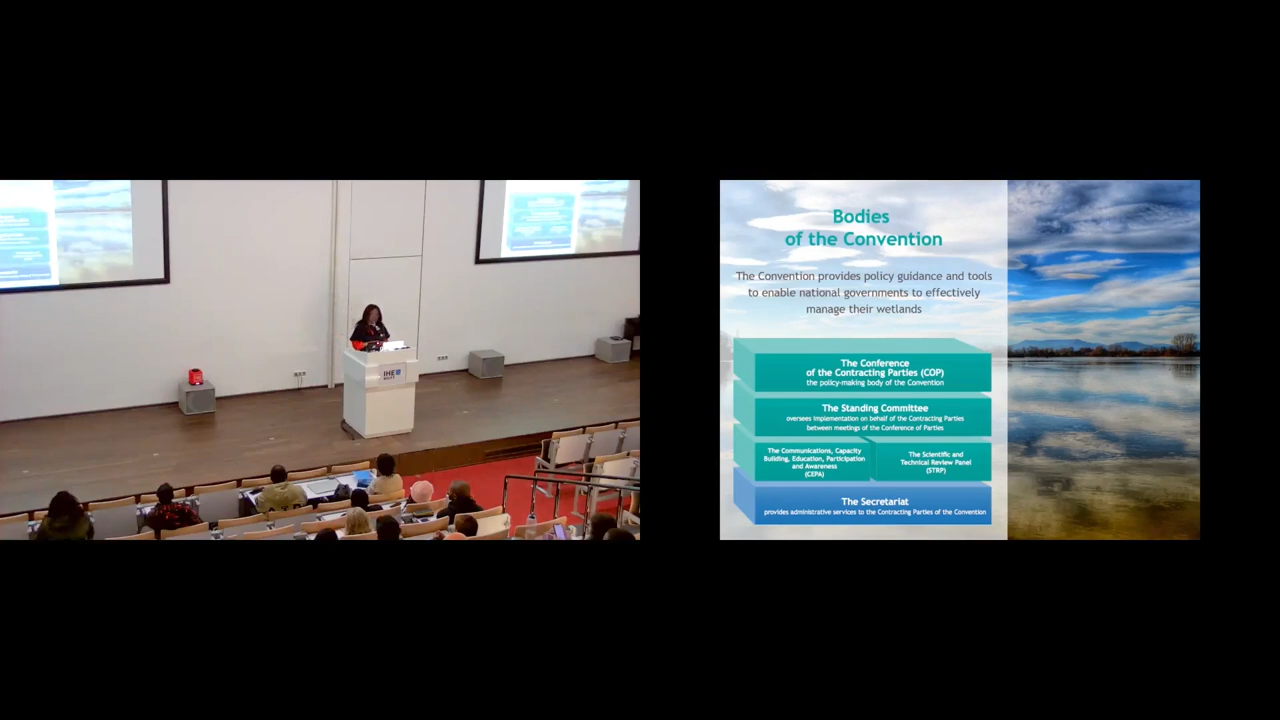 IHE
Bodies
of the Convention
The Convention provides policy guidance and tools
to enable national governments to effectively
manage their wetlands
The Conference
of the Contracting Parties (COP)
the policy-making body of the Convention
The Standing Committee
oversees implementation on behalf of the Contracting Parties
between meetings of the Conference of Parties
The Communications, Capacity
Building, Education, Participation
and Awareness
(CEPA)
The Scientific and
Technical Review Panel
(STRP)
The Secretariat
provides administrative services to the Contracting Parties of the Convention